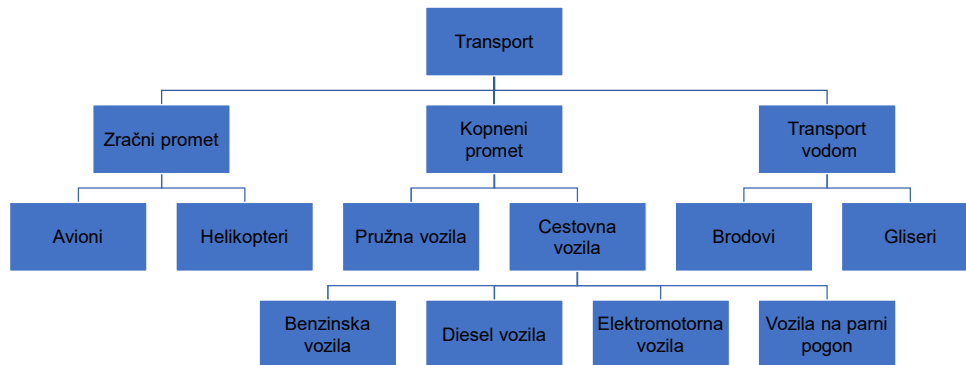 Transport
Zračni promet
Kopneni
promet
Transport
vodom
Avioni
Helikopteri
Pružna vozila
Cestovna
vozila
Brodovi
Gliseri
Benzinska
vozila
Diesel vozila
Elektromotorna
vozila
Vozila na parni
pogon